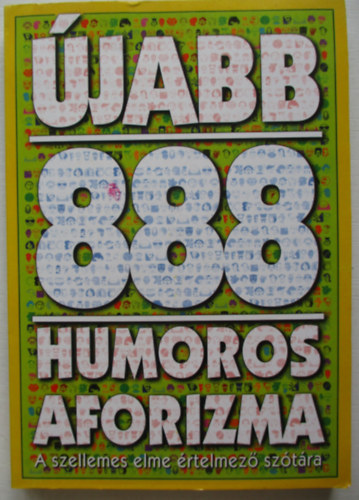 ÚJABB
888
HUMOROS
AFORIZMA
A szellemes elme értelmező szótára